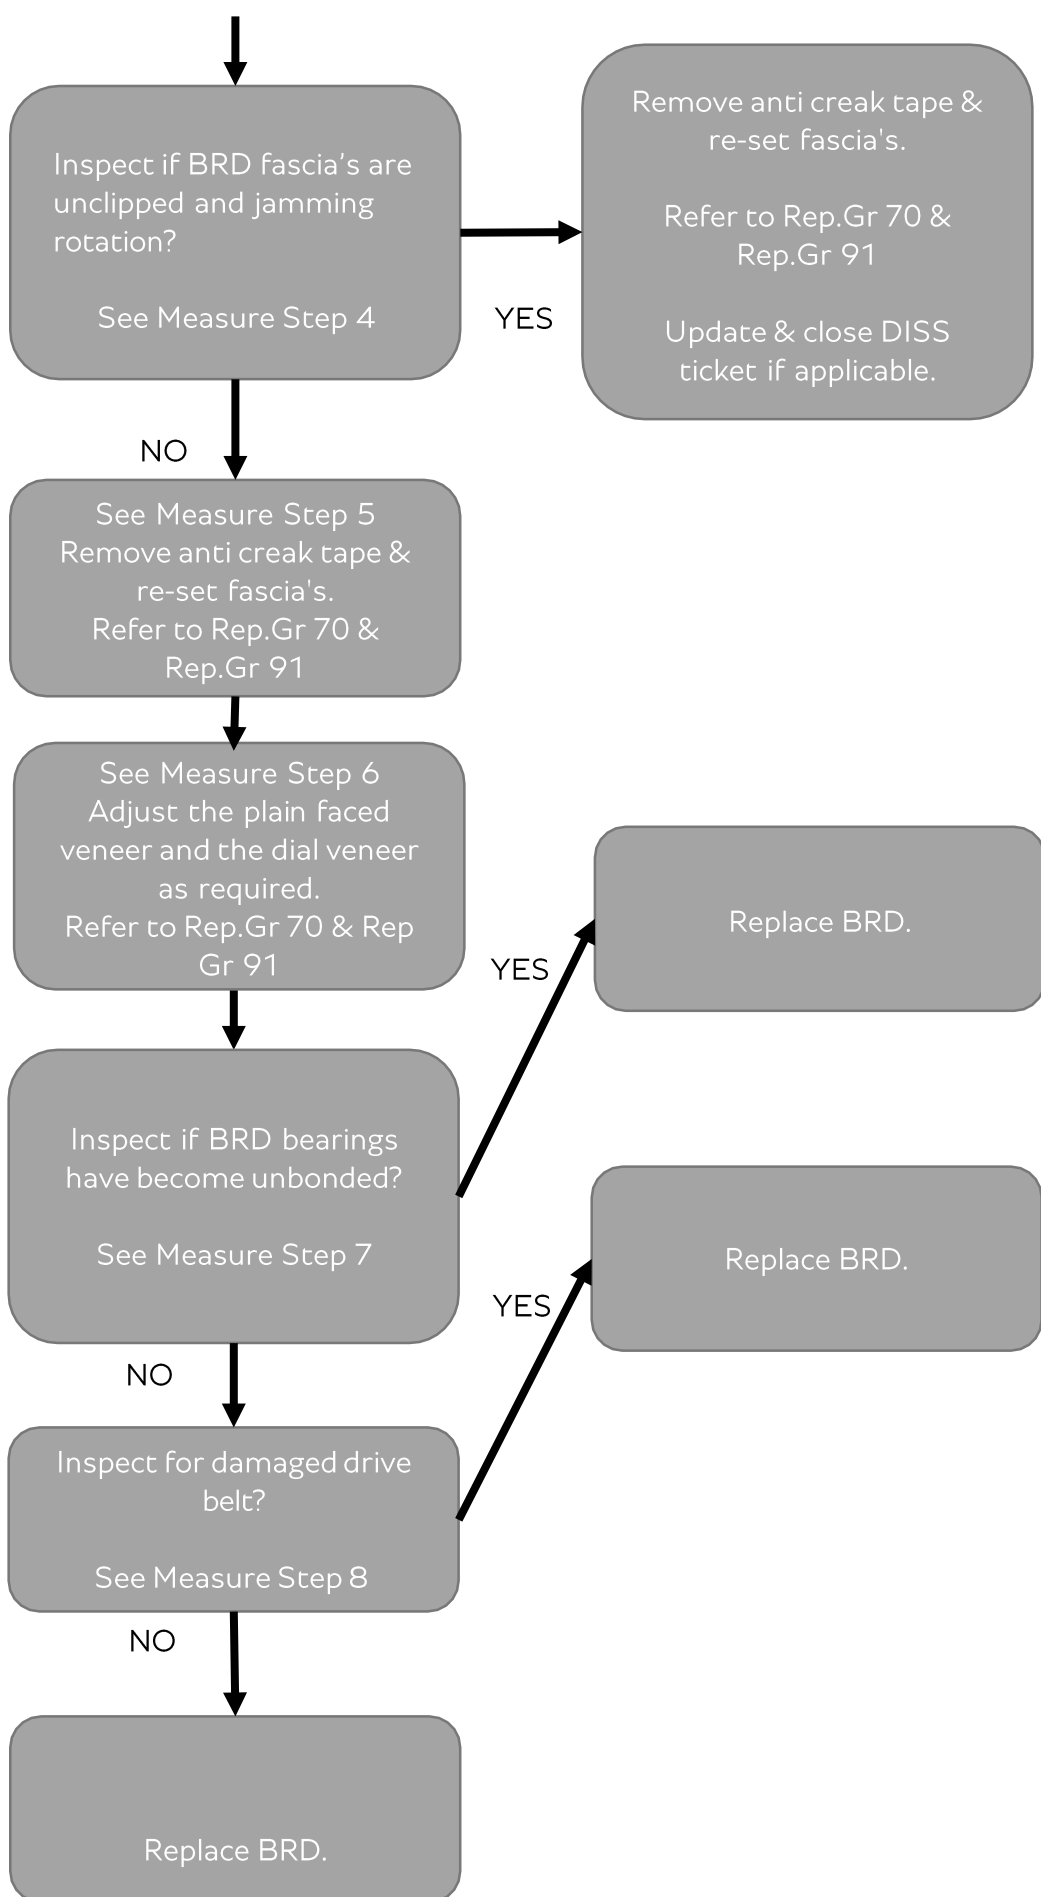 Inspect if BRD fascia’s are
unclipped and jamming
rotation?
See Measure Step 4
YES
Remove anti creak tape &
re-set fascia's.
Refer to Rep.Gr 70 &
Rep.Gr 91
Update & close DISS
ticket if applicable.
NO
See Measure Step 5
Remove anti creak tape &
re-set fascia's.
Refer to Rep.Gr 70 &
Rep.Gr 91
See Measure Step 6
Adjust the plain faced
veneer and the dial veneer
as required.
Refer to Rep.Gr 70 & Rep
Gr 91
Inspect if BRD bearings
have become unbonded?
See Measure Step 7
YES
Replace BRD.
NO
Inspect for damaged drive
belt?
See Measure Step 8
YES
Replace BRD.
NO
Replace BRD.